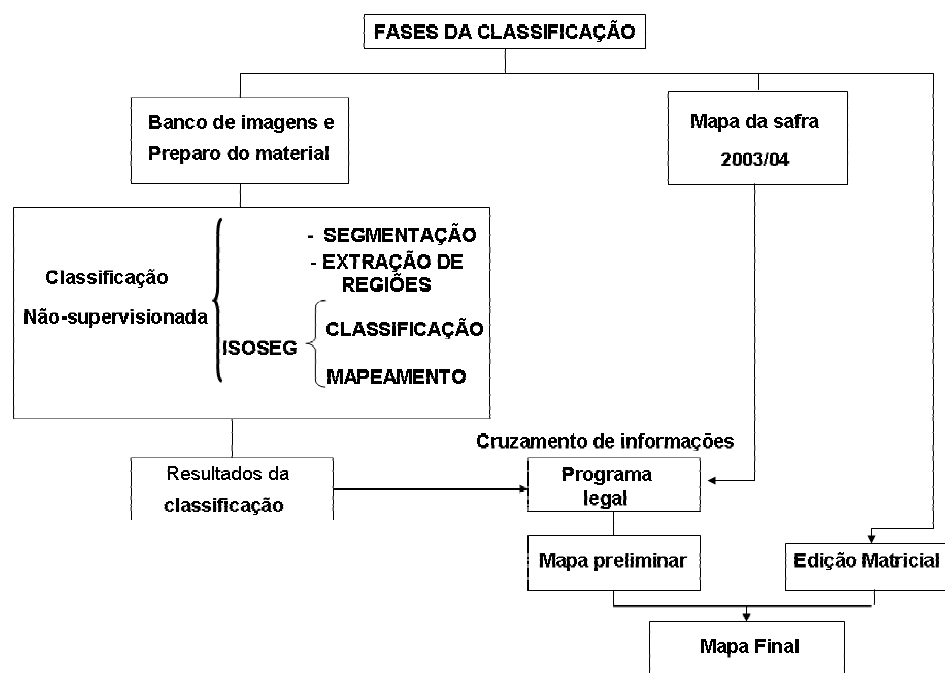 FASES DA CLASSIFICAÇÃO
Banco de imagens e
Preparo do material
Mapa da safra
2003/04
Classificação
Não-supervisionada
- SEGMENTAÇÃO
- EXTRAÇÃO DE
REGIÕES
ISOSEG
CLASSIFICAÇÃO
MAPEAMENTO
Cruzamento de informações
Resultados da
classificação
Programa
legal
Mapa preliminar
Edição Matricial
Mapa Final